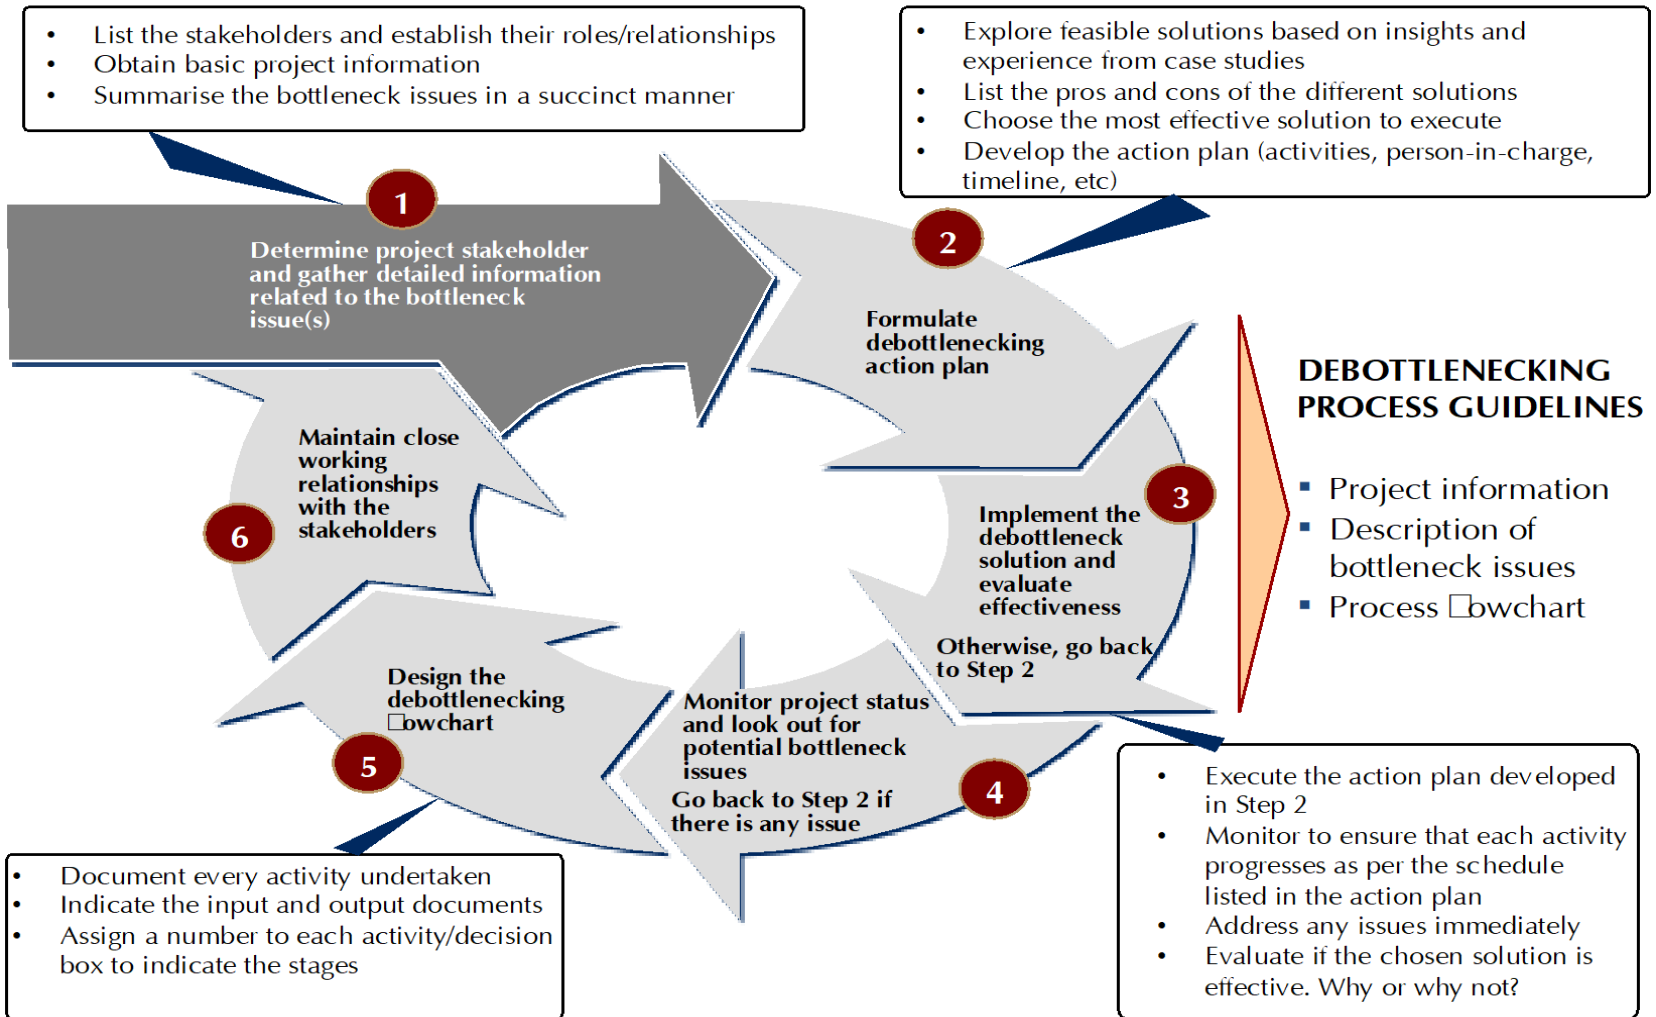 • List the stakeholders and establish their roles/relationships
• Obtain basic project information
• Summarise the bottleneck issues in a succinct manner
• Explore feasible solutions based on insights and
experience from case studies
• List the pros and cons of the different solutions
• Choose the most effective solution to execute
• Develop the action plan (activities, person-in-charge,
timeline, etc)
1
Determine project stakeholder
and gather detailed information
related to the bottleneck
issue(s)
2
Formulate
debottlenecking
action plan
DEBOTTLENECKING
PROCESS GUIDELINES
▪ Project information
▪ Description of
bottleneck issues
▪ Process □owchart
3
Implement the
debottleneck
solution and
evaluate
effectiveness
Otherwise, go back
to Step 2
• Execute the action plan developed
in Step 2
• Monitor to ensure that each activity
progresses as per the schedule
listed in the action plan
• Address any issues immediately
• Evaluate if the chosen solution is
effective. Why or why not?
4
Monitor project status
and look out for
potential bottleneck
issues
Go back to Step 2 if
there is any issue
5
Design the
debottlenecking
□owchart
• Document every activity undertaken
• Indicate the input and output documents
• Assign a number to each activity/decision
box to indicate the stages
6
Maintain close
working
relationships
with the
stakeholders